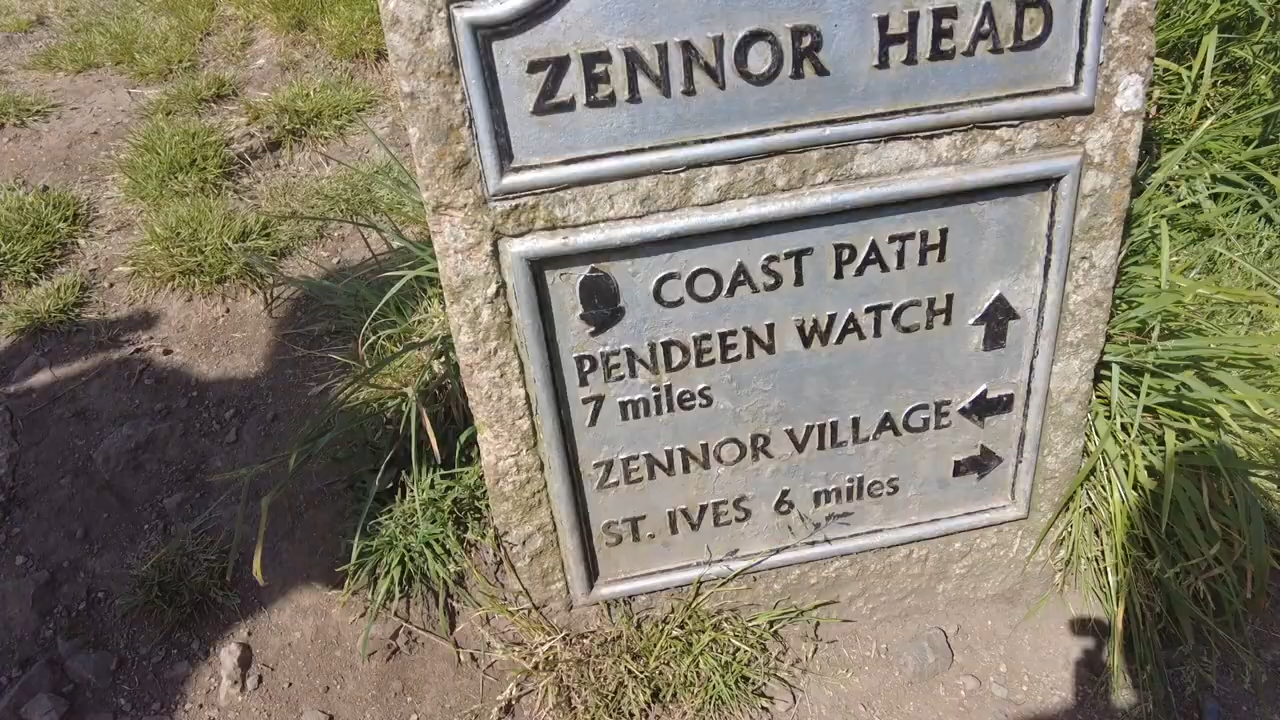 ZENNOR HEAD
COAST PATH
PENDEEN WATCH
7 miles
ZENNOR VILLAGE
ST. IVES 6 miles